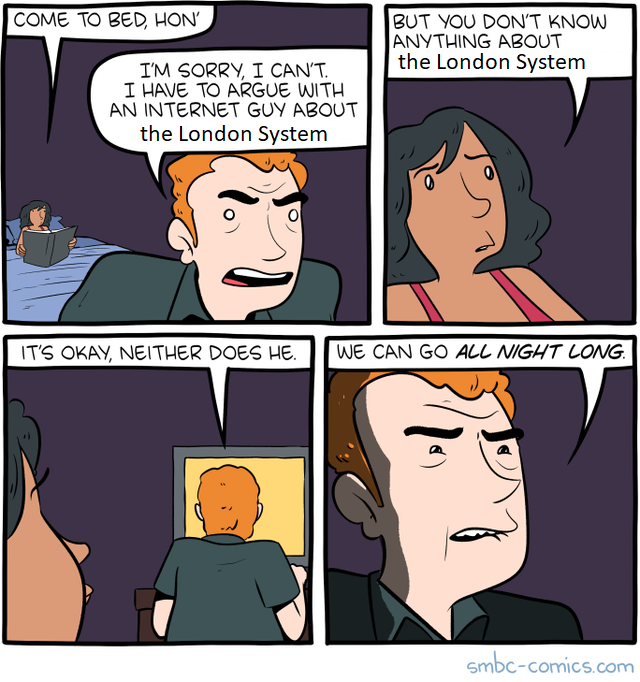 COME TO BED, HON'
I'M SORRY, I CAN'T.
I HAVE TO ARGUE WITH
AN INTERNET GUY ABOUT
the London System
BUT YOU DON'T KNOW
ANYTHING ABOUT
the London System
IT'S OKAY, NEITHER DOES HE.
WE CAN GO ALL NIGHT LONG.
smbc-comics.com